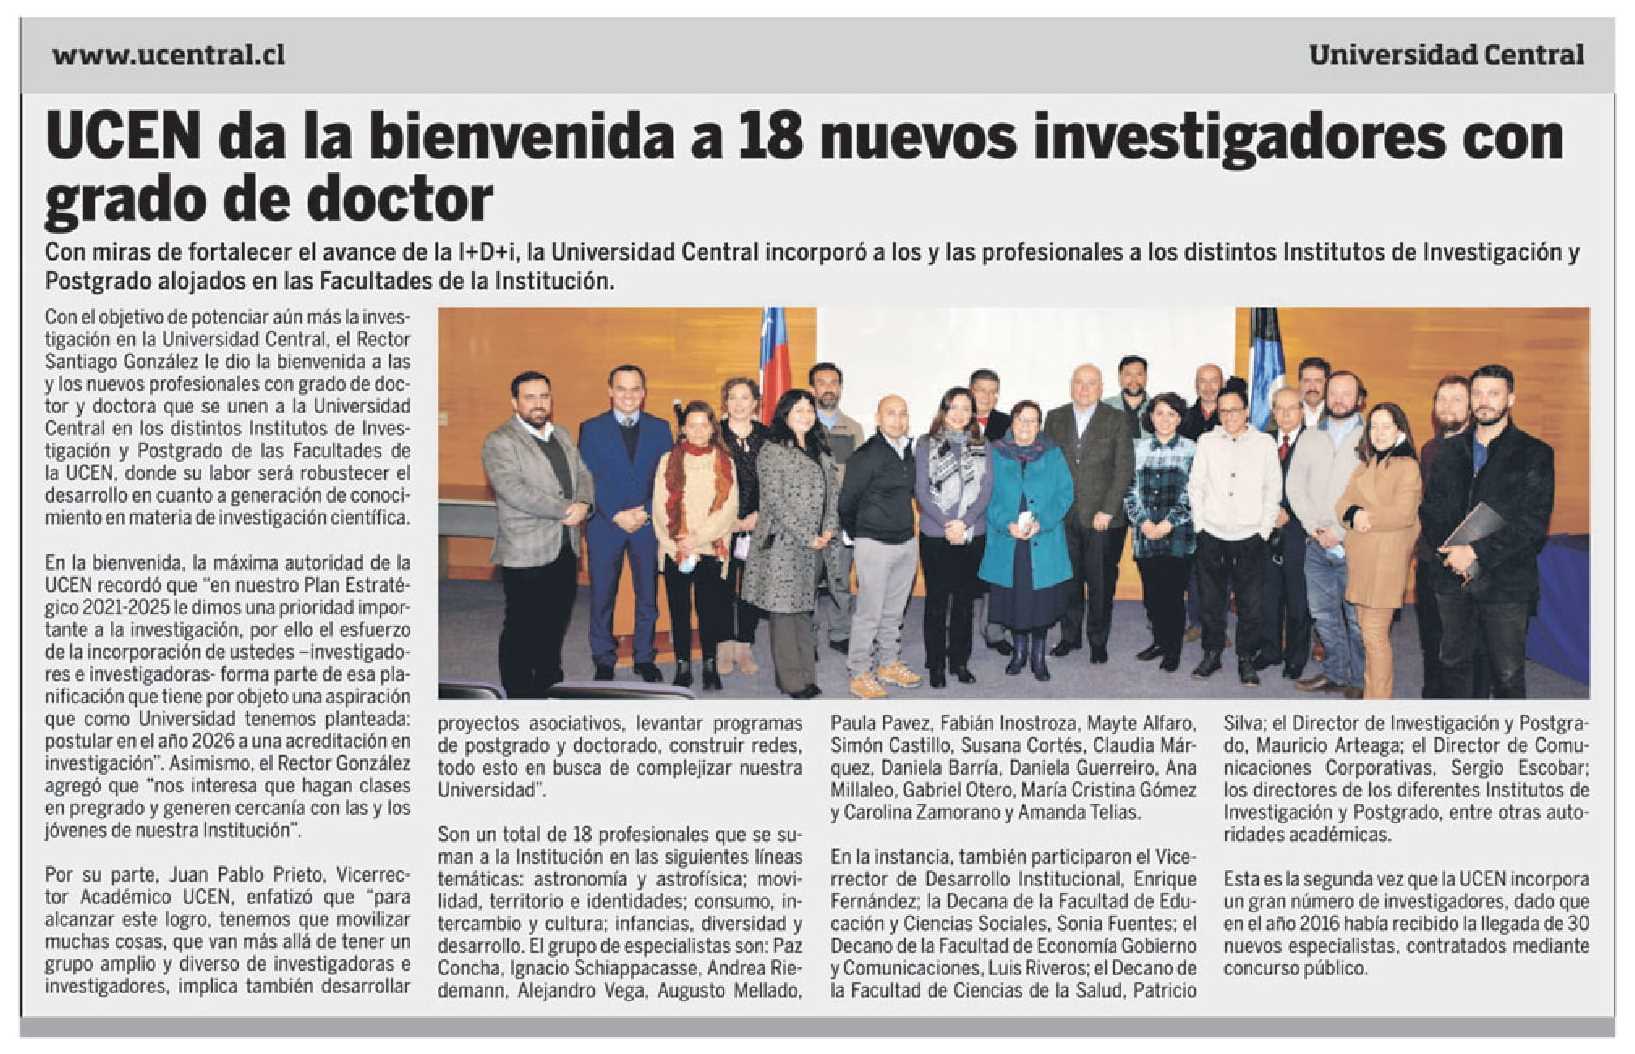 www.ucentral.cl
Universidad Central
UCEN da la bienvenida a 18 nuevos investigadores con
grado de doctor
Con miras de fortalecer el avance de la I+D+i, la Universidad Central incorporó a los y las profesionales a los distintos Institutos de Investigación y
Postgrado alojados en las Facultades de la Institución.
Con el objetivo de potenciar aún más la inves-
tigación en la Universidad Central, el Rector
Santiago González le dio la bienvenida a las
y los nuevos profesionales con grado de doc-
tor y doctora que se unen a la Universidad
Central en los distintos Institutos de Inves-
tigación y Postgrado de las Facultades de
la UCEN, donde su labor será robustecer el
desarrollo en cuanto a generación de conoci-
miento en materia de investigación científica.
En la bienvenida, la máxima autoridad de la
UCEN recordó que “en nuestro Plan Estraté-
gico 2021-2025 le dimos una prioridad impor-
tante a la investigación, por ello el esfuerzo
de la incorporación de ustedes –investigado-
res e investigadoras- forma parte de esa pla-
nificación que tiene por objeto una aspiración
que como Universidad tenemos planteada:
postular en el año 2026 a una acreditación en
investigación”. Asimismo, el Rector González
agregó que “nos interesa que hagan clases
en pregrado y generen cercanía con las y los
jóvenes de nuestra Institución”.
Por su parte, Juan Pablo Prieto, Vicerrec-
tor Académico UCEN, enfatizó que “para
alcanzar este logro, tenemos que movilizar
muchas cosas, que van más allá de tener un
grupo amplio y diverso de investigadoras e
investigadores, implica también desarrollar
proyectos asociativos, levantar programas
de postgrado y doctorado, construir redes,
todo esto en busca de complejizar nuestra
Universidad”.
Son un total de 18 profesionales que se su-
man a la Institución en las siguientes líneas
temáticas: astronomía y astrofísica; movi-
lidad, territorio e identidades; consumo, in-
tercambio y cultura; infancias, diversidad y
desarrollo. El grupo de especialistas son: Paz
Concha, Ignacio Schiappacasse, Andrea Rie-
demann, Alejandro Vega, Augusto Mellado,
Paula Pavez, Fabián Inostroza, Mayte Alfaro,
Simón Castillo, Susana Cortés, Claudia Már-
quez, Daniela Barría, Daniela Guerreiro, Ana
Millaleo, Gabriel Otero, María Cristina Gómez
y Carolina Zamorano y Amanda Telias.
En la instancia, también participaron el Vice-
rrector de Desarrollo Institucional, Enrique
Fernández; la Decana de la Facultad de Edu-
cación y Ciencias Sociales, Sonia Fuentes; el
Decano de la Facultad de Economía Gobierno
y Comunicaciones, Luis Riveros; el Decano de
la Facultad de Ciencias de la Salud, Patricio
Silva; el Director de Investigación y Postgra-
do, Mauricio Arteaga; el Director de Comu-
nicaciones Corporativas, Sergio Escobar;
los directores de los diferentes Institutos de
Investigación y Postgrado, entre otras auto-
ridades académicas.
Esta es la segunda vez que la UCEN incorpora
un gran número de investigadores, dado que
en el año 2016 había recibido la llegada de 30
nuevos especialistas, contratados mediante
concurso público.